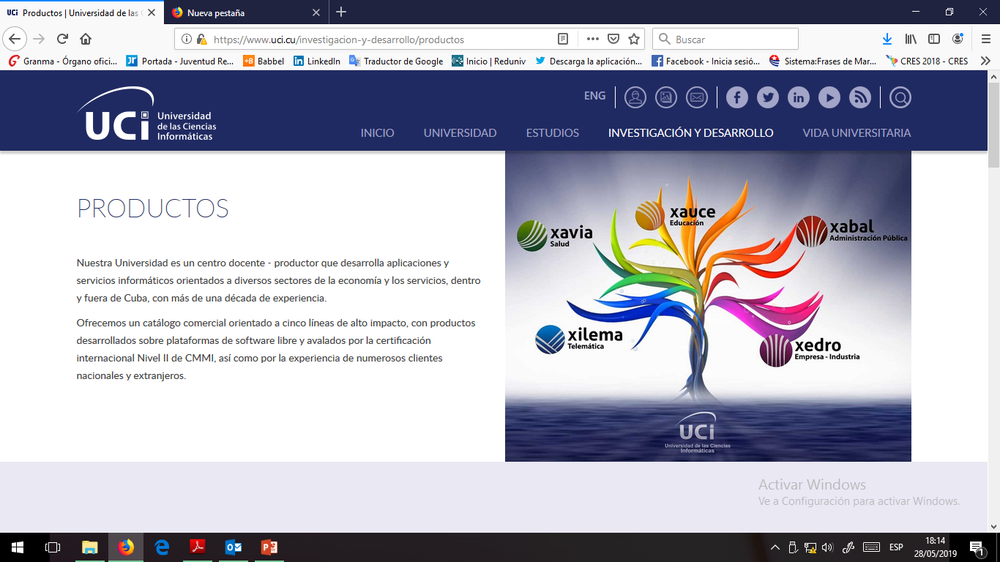 UCi Productos | Universidad de las C
Nueva pestaña
https://www.uci.cu/investigacion-y-desarrollo/productos
Buscar
Granma - Órgano ofici...
Portada - Juventud Re...
Babbel
LinkedIn
Traductor de Google
Inicio | Reduniv
Descarga la aplicación...
Facebook - Inicia sesió...
Sistema:Frases de Mar...
CRES 2018 - CRES
UCi
Universidad
de las Ciencias
Informáticas
ENG
INICIO
UNIVERSIDAD
ESTUDIOS
INVESTIGACIÓN Y DESARROLLO
VIDA UNIVERSITARIA
PRODUCTOS
Nuestra Universidad es un centro docente - productor que desarrolla aplicaciones y
servicios informáticos orientados a diversos sectores de la economía y los servicios, dentro
y fuera de Cuba, con más de una década de experiencia.
Ofrecemos un catálogo comercial orientado a cinco líneas de alto impacto, con productos
desarrollados sobre plataformas de software libre y avalados por la certificación
internacional Nivel II de CMMI, así como por la experiencia de numerosos clientes
nacionales y extranjeros.
xauce
Educación
xavia
Salud
xabal
Administración Pública
xilema
Telemática
xedro
Empresa - Industria
UCi
Universidad de las Ciencias
Informáticas
Activar Windows
Ve a Configuración para activar Windows.
ESP
18:14
28/05/2019
1